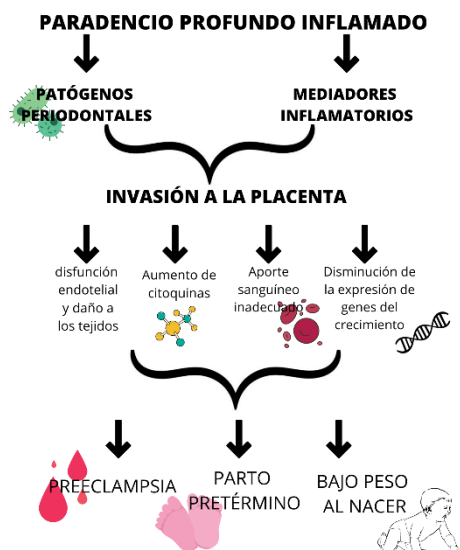 PARADENCIO PROFUNDO INFLAMADO
PATÓGENOS
PERIODONTALES
MEDIADORES
INFLAMATORIOS
INVASIÓN A LA PLACENTA
disfunción
endotelial
y daño a
los tejidos
Aumento de
citoquinas
Aporte
sanguíneo
inadecuado
Disminución de
la expresión de
genes del
crecimiento
PREECLAMPSIA
PARTO
PRETÉRMINO
BAJO PESO
AL NACER